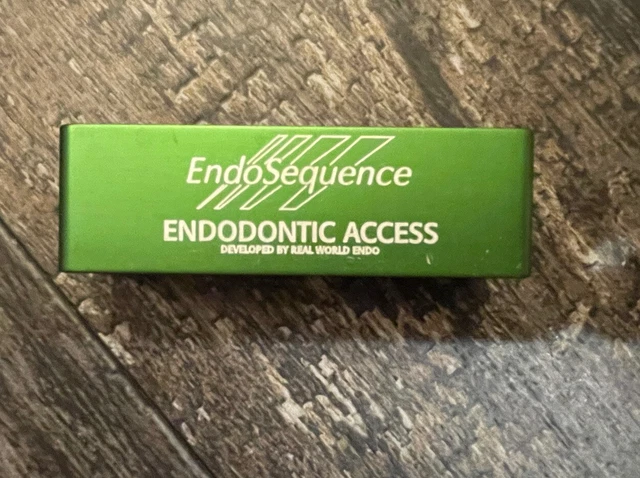 EndoSequence
ENDODONTIC ACCESS
DEVELOPED BY REAL WORLD ENDO